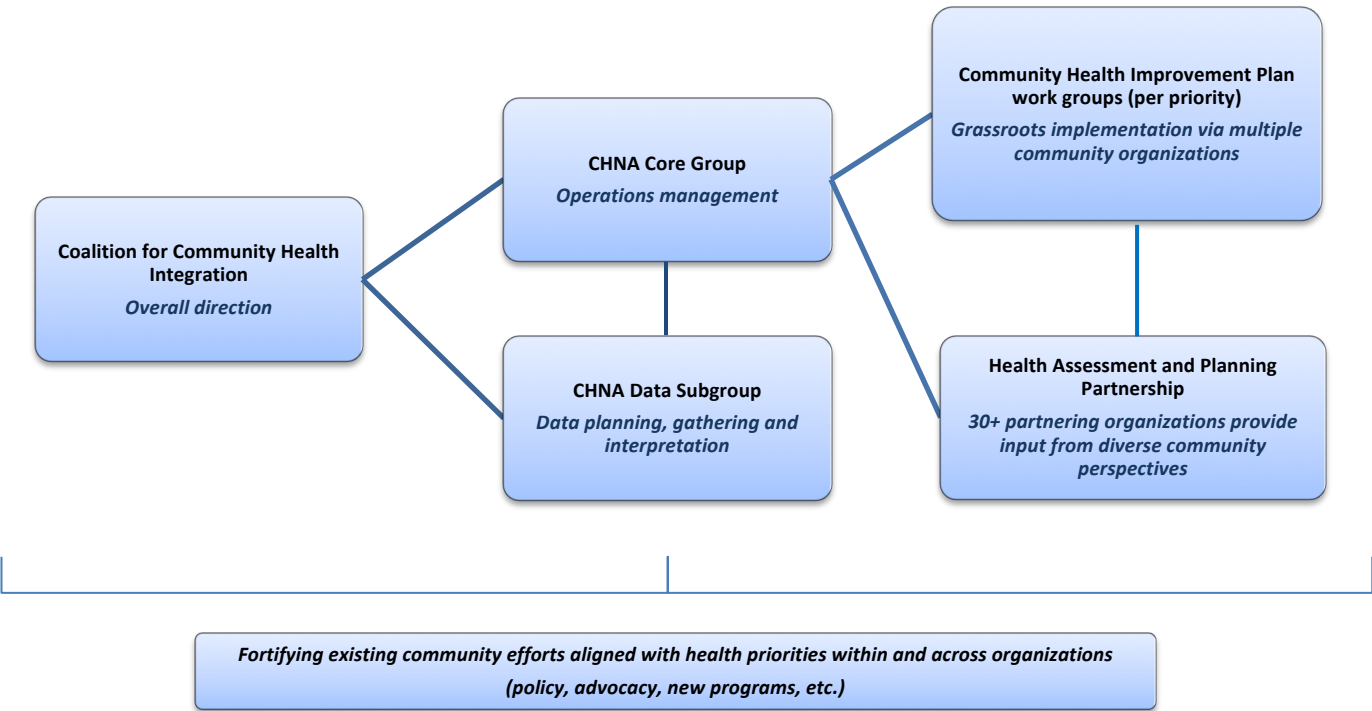 Coalition for Community Health
Integration
Overall direction
CHNA Core Group
Operations management
CHNA Data Subgroup
Data planning, gathering and
interpretation
Community Health Improvement Plan
work groups (per priority)
Grassroots implementation via multiple
community organizations
Health Assessment and Planning
Partnership
30+ partnering organizations provide
input from diverse community
perspectives
Fortifying existing community efforts aligned with health priorities within and across organizations
(policy, advocacy, new programs, etc.)